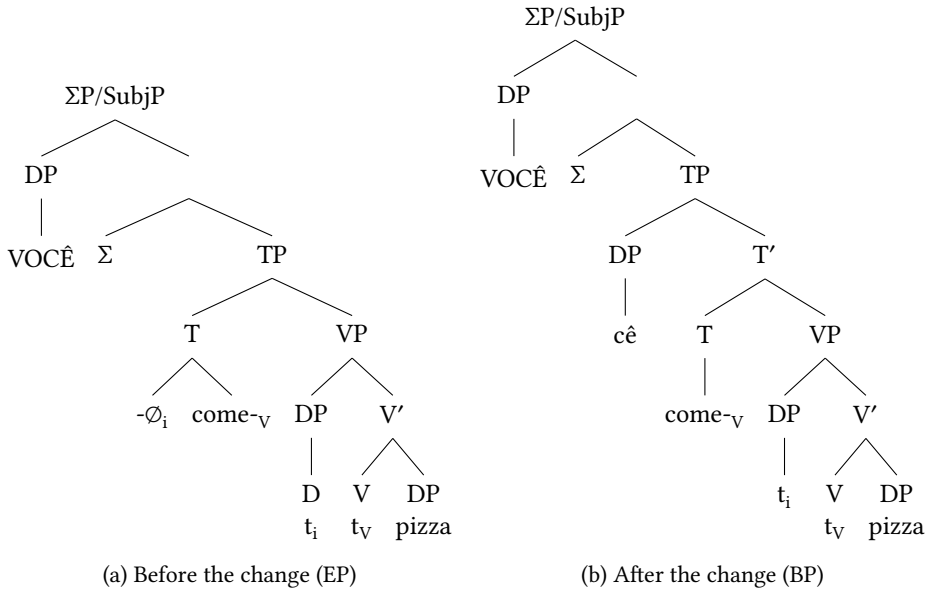 ΣP/SubjP
DP
VOCÊ Σ TP
T VP
-∅i come-V DP V′
D V DP
ti tV pizza
(a) Before the change (EP)
ΣP/SubjP
DP
VOCÊ Σ TP
DP T′
cê T VP
come-V DP V′
ti V DP
tV pizza
(b) After the change (BP)